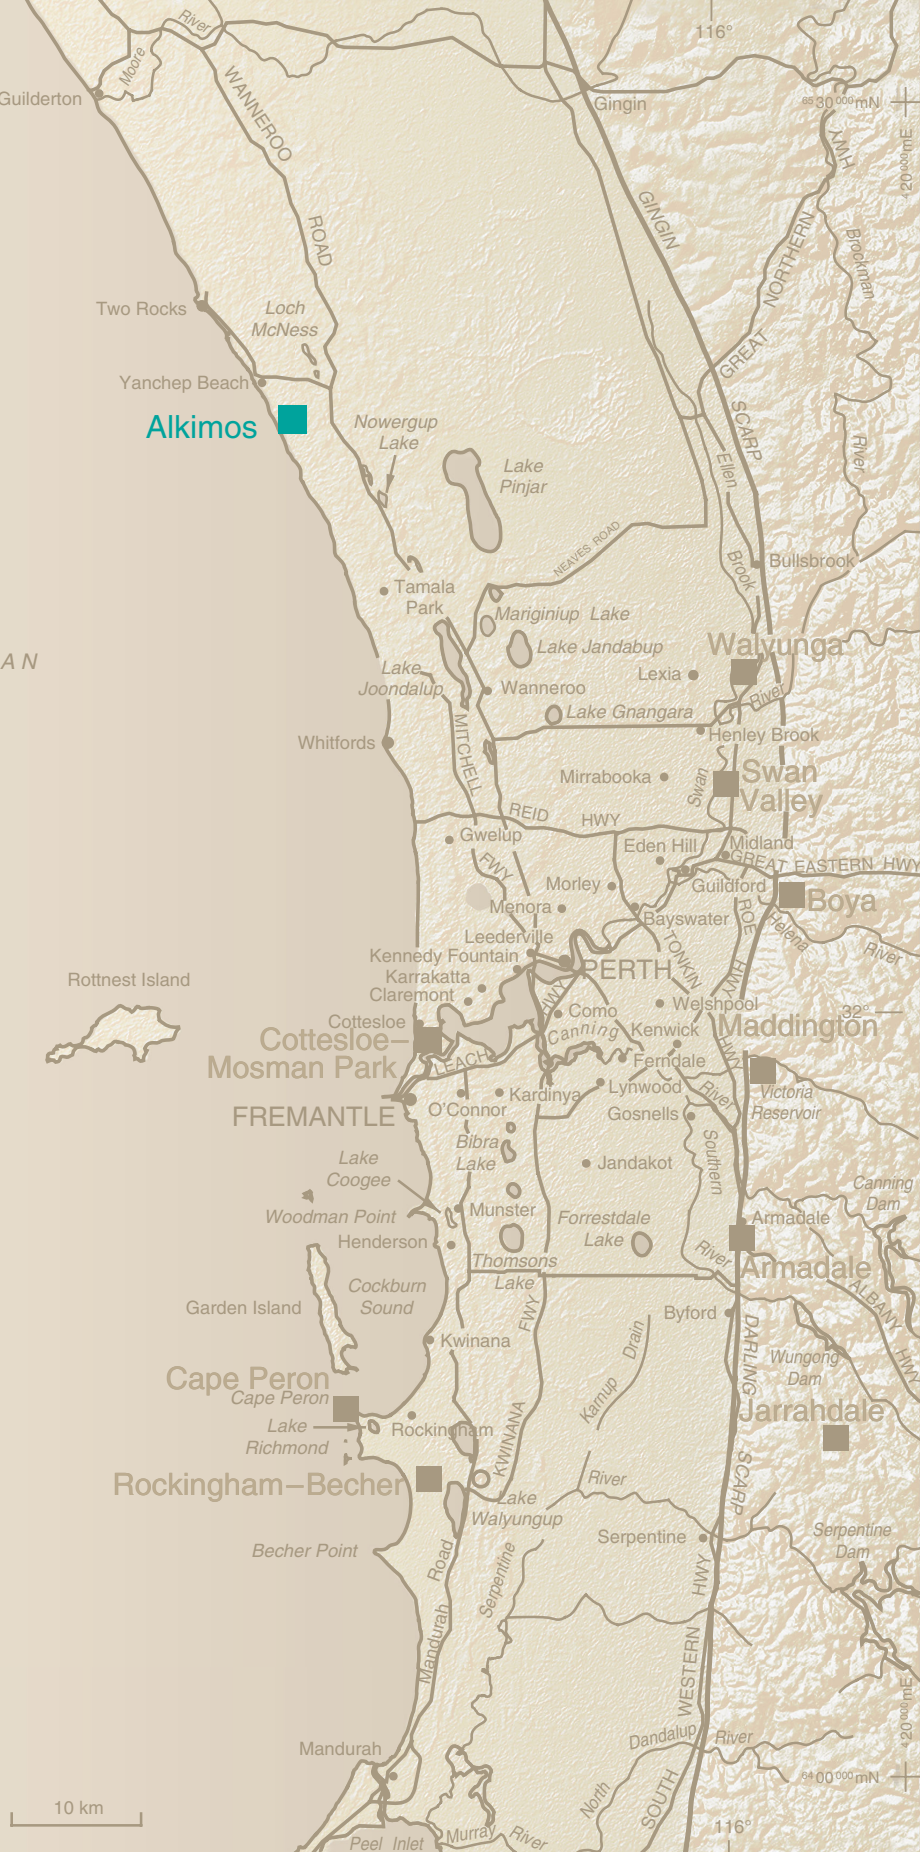 River
116°
Moore
Guilderton
Gingin
⁶⁵30⁰⁰⁰mN
⁴20⁰⁰⁰mE
WANNEROO
HWY
ROAD
GINGIN
NORTHERN
Brockman
Two Rocks
Loch
McNess
GREAT
Yanchep Beach
Alkimos
Nowergup
Lake
SCARP
River
Lake
Pinjar
Ellen
NEAVES ROAD
Brook
Bullsbrook
Tamala
Park
Mariginiup Lake
Lake Jandabup
Walyunga
A N
Lake
Joondalup
Lexia
Wanneroo
River
Lake Gnangara
MITCHELL
Henley Brook
Whitfords
Mirrabooka
Swan
Swan
Valley
REID
HWY
Gwelup
Eden Hill
Midland
GREAT EASTERN HWY
FWY
Morley
Guildford
Boya
Menora
Bayswater
ROE
Helena
River
Leederville
TONKIN
Kennedy Fountain
PERTH
Karrakatta
HWY
Rottnest Island
Claremont
HWY
Como
Welshpool
32°
Cottesloe
Canning
Kenwick
Maddington
Cottesloe–
Mosman Park
LEACH
HWY
Ferndale
Kardinya
Lynwood
River
Victoria
Reservoir
FREMANTLE
O'Connor
Gosnells
Bibra
Lake
Southern
Lake
Coogee
Jandakot
Canning
Dam
Woodman Point
Munster
Forrestdale
Lake
Armadale
Henderson
Thomsons
Lake
River
Armadale
Cockburn
Sound
ALBANY
HWY
Garden Island
FWY
Byford
Drain
DARLING
Kwinana
Wungong
Dam
Cape Peron
Cape Peron
Karnup
Jarrahdale
Lake
Richmond
Rockingham
KWINANA
SCARP
Rockingham–Becher
River
Lake
Walyungup
Serpentine
Serpentine
Dam
Becher Point
Road
Serpentine
HWY
Mandurah
WESTERN
⁴20⁰⁰⁰mE
Dandalup
River
Mandurah
North
SOUTH
⁶⁴00⁰⁰⁰mN
10 km
116°
Peel Inlet
Murray
River